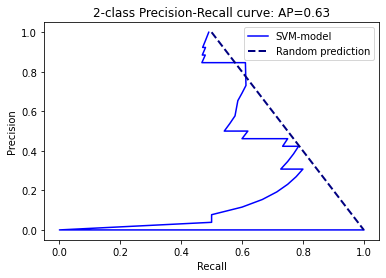 2-class Precision-Recall curve: AP=0.63
SVM-model
Random prediction
Precision
1.0
0.8
0.6
0.4
0.2
0.0
0.0 0.2 0.4 0.6 0.8 1.0
Recall